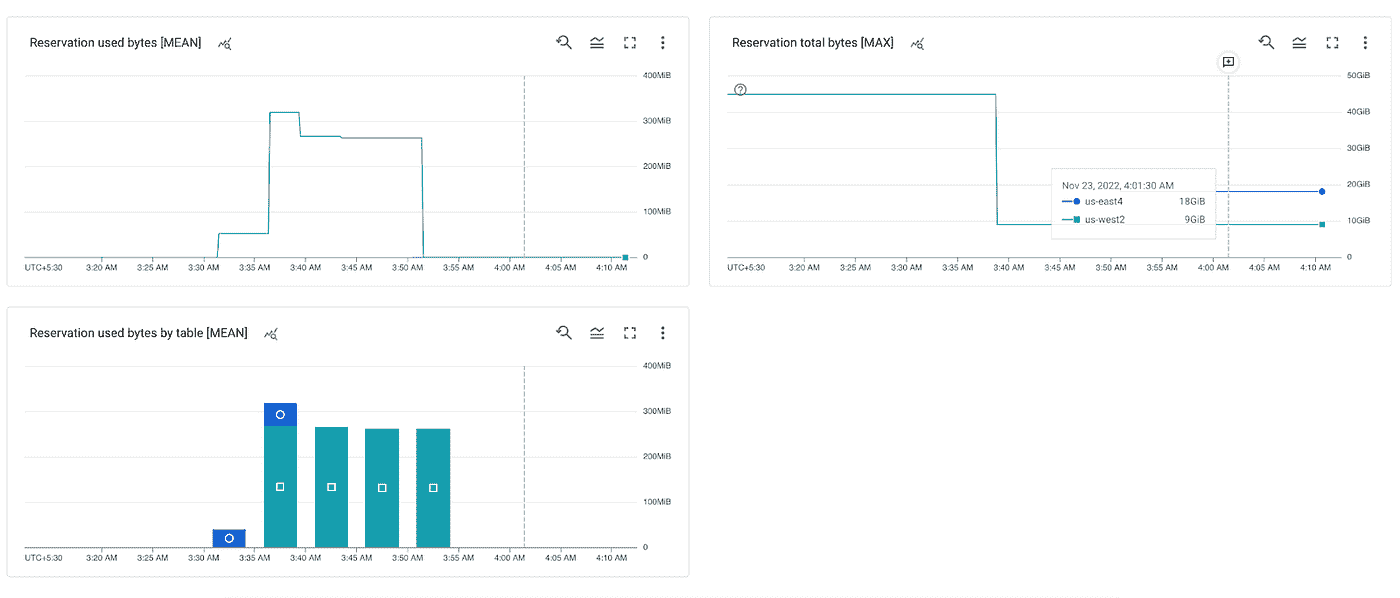 Reservation used bytes [MEAN]
400MiB
300MiB
200MiB
100MiB
0
UTC+5:30 3:20 AM 3:25 AM 3:30 AM 3:35 AM 3:40 AM 3:45 AM 3:50 AM 3:55 AM 4:00 AM 4:05 AM 4:10 AM
Reservation total bytes [MAX]
50GiB
40GiB
30GiB
20GiB
10GiB
0
Nov 23, 2022, 4:01:30 AM
us-east4 18GiB
us-west2 9GiB
UTC+5:30 3:20 AM 3:25 AM 3:30 AM 3:35 AM 3:40 AM 3:45 AM 3:50 AM 3:55 AM 4:00 AM 4:05 AM 4:10 AM
Reservation used bytes by table [MEAN]
400MiB
300MiB
200MiB
100MiB
0
UTC+5:30 3:20 AM 3:25 AM 3:30 AM 3:35 AM 3:40 AM 3:45 AM 3:50 AM 3:55 AM 4:00 AM 4:05 AM 4:10 AM